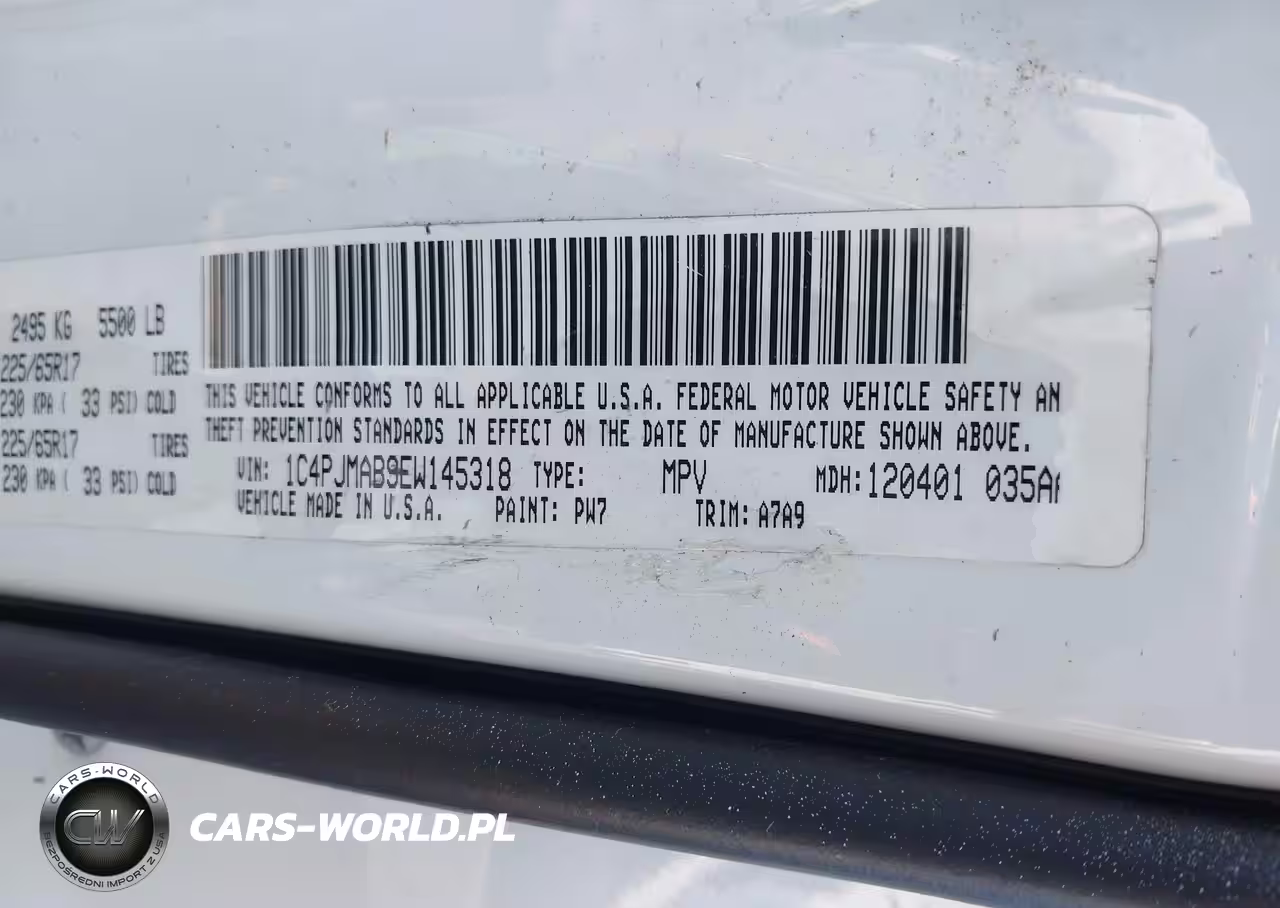 2495 KG 5500 LB
225/65R17 TIRES
230 KPA ( 33 PSI) COLD
225/65R17 TIRES
230 KPA ( 33 PSI) COLD
THIS VEHICLE CONFORMS TO ALL APPLICABLE U.S.A. FEDERAL MOTOR VEHICLE SAFETY AN
THEFT PREVENTION STANDARDS IN EFFECT ON THE DATE OF MANUFACTURE SHOWN ABOVE.
VIN: 1C4PJMAB9EW145318 TYPE: MPV MDH: 120401 035A
VEHICLE MADE IN U.S.A. PAINT: PW7 TRIM: A7A9
CARS-WORLD
CW
BEZPOŚREDNI IMPORT Z USA
CARS-WORLD.PL